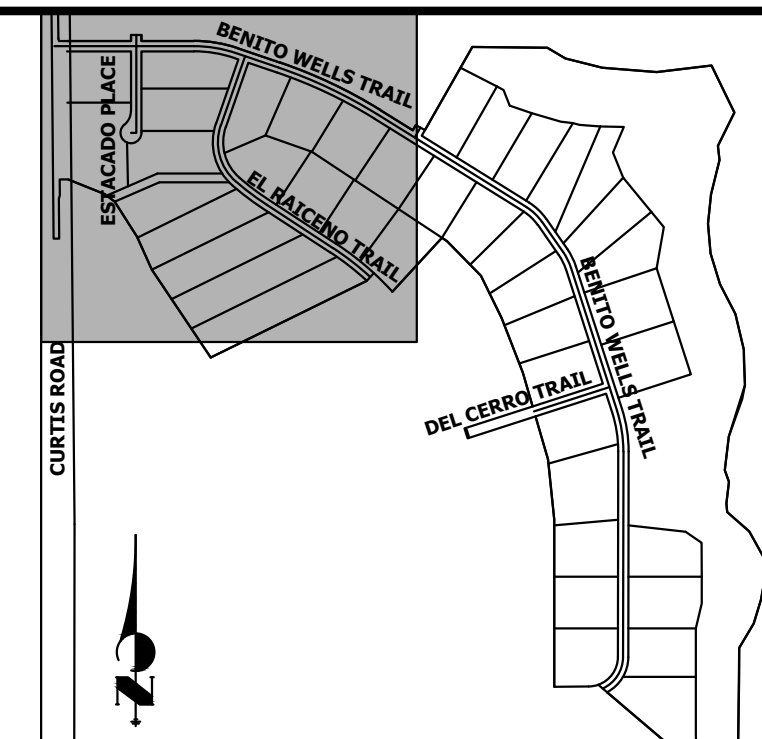 BENITO WELLS TRAIL
ESTACADO PLACE
EL RAICENO TRAIL
BENITO WELLS TRAIL
CURTIS ROAD
DEL CERRO TRAIL
N